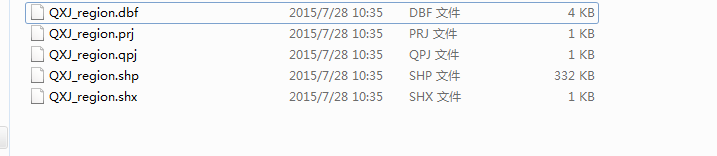 QXJ_region.dbf 2015/7/28 10:35 DBF 文件 4 KB
QXJ_region.prj 2015/7/28 10:35 PRJ 文件 1 KB
QXJ_region.qpj 2015/7/28 10:35 QPJ 文件 1 KB
QXJ_region.shp 2015/7/28 10:35 SHP 文件 332 KB
QXJ_region.shx 2015/7/28 10:35 SHX 文件 1 KB